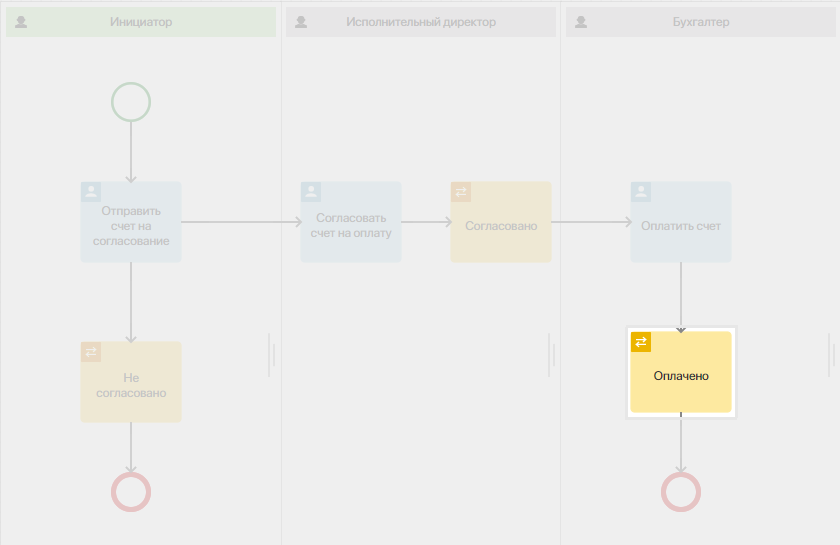 Инициатор
Исполнительный директор
Бухгалтер
Отправить
счет на
согласование
Согласовать
счет на оплату
Согласовано
Оплатить счет
Не
согласовано
Оплачено